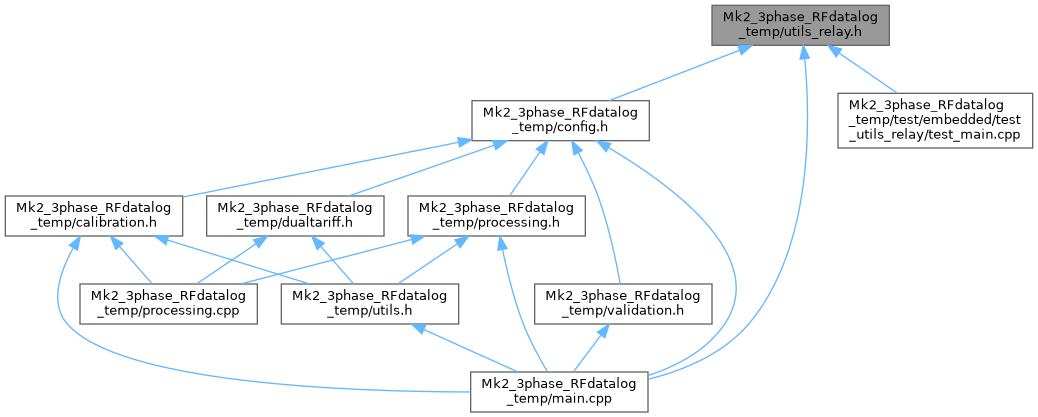 Mk2_3phase_RFdatalog
_temp/utils_relay.h
Mk2_3phase_RFdatalog
_temp/config.h
Mk2_3phase_RFdatalog
_temp/test/embedded/test
_utils_relay/test_main.cpp
Mk2_3phase_RFdatalog
_temp/calibration.h
Mk2_3phase_RFdatalog
_temp/dualtariff.h
Mk2_3phase_RFdatalog
_temp/processing.h
Mk2_3phase_RFdatalog
_temp/processing.cpp
Mk2_3phase_RFdatalog
_temp/utils.h
Mk2_3phase_RFdatalog
_temp/validation.h
Mk2_3phase_RFdatalog
_temp/main.cpp